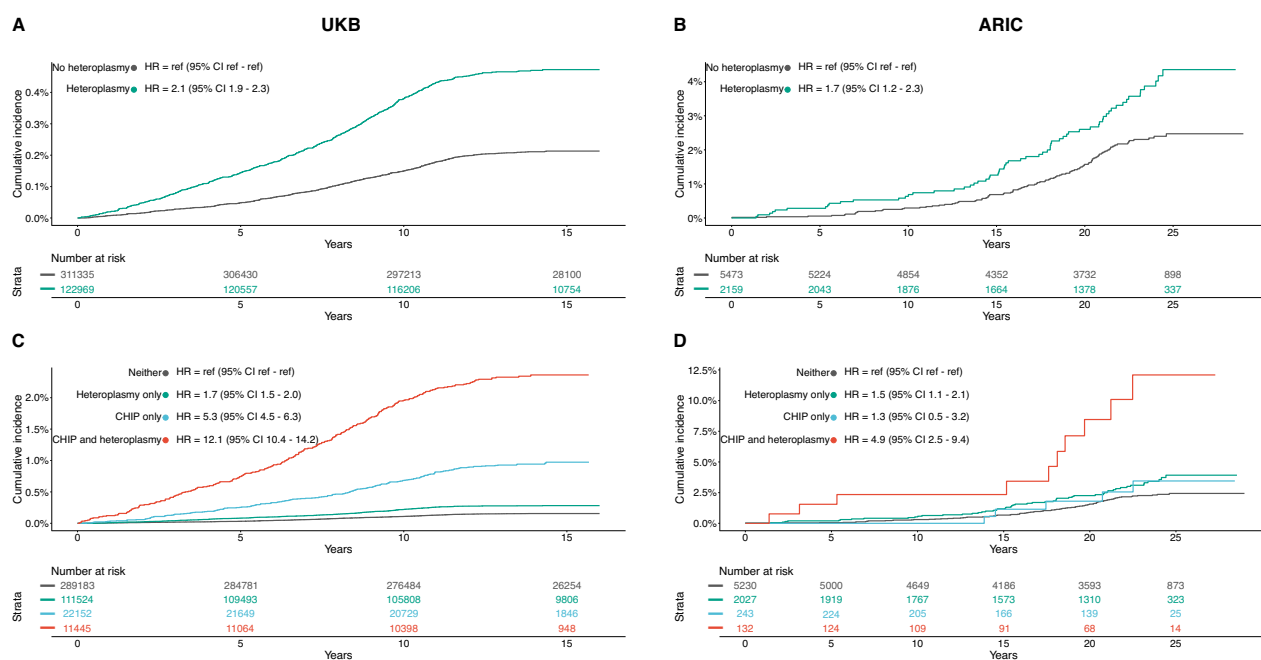 A
UKB
No heteroplasmy HR = ref (95% CI ref - ref)
Heteroplasmy HR = 2.1 (95% CI 1.9 - 2.3)
Cumulative incidence
0.4%
0.3%
0.2%
0.1%
0.0%
0 5 10 15
Years
Number at risk
Strata
311335 306430 297213 28100
122969 120557 116206 10754
0 5 10 15
Years
B
ARIC
No heteroplasmy HR = ref (95% CI ref - ref)
Heteroplasmy HR = 1.7 (95% CI 1.2 - 2.3)
Cumulative incidence
4%
3%
2%
1%
0%
0 5 10 15 20 25
Years
Number at risk
Strata
5473 5224 4854 4352 3732 898
2159 2043 1876 1664 1378 337
0 5 10 15 20 25
Years
C
Neither HR = ref (95% CI ref - ref)
Heteroplasmy only HR = 1.7 (95% CI 1.5 - 2.0)
CHIP only HR = 5.3 (95% CI 4.5 - 6.3)
CHIP and heteroplasmy HR = 12.1 (95% CI 10.4 - 14.2)
Cumulative incidence
2.0%
1.5%
1.0%
0.5%
0.0%
0 5 10 15
Years
Number at risk
Strata
289183 284781 276484 26254
111524 109493 105808 9806
22152 21649 20729 1846
11445 11064 10398 948
0 5 10 15
Years
D
Neither HR = ref (95% CI ref - ref)
Heteroplasmy only HR = 1.5 (95% CI 1.1 - 2.1)
CHIP only HR = 1.3 (95% CI 0.5 - 3.2)
CHIP and heteroplasmy HR = 4.9 (95% CI 2.5 - 9.4)
Cumulative incidence
12.5%
10.0%
7.5%
5.0%
2.5%
0.0%
0 5 10 15 20 25
Years
Number at risk
Strata
5230 5000 4649 4186 3593 873
2027 1919 1767 1573 1310 323
243 224 205 166 139 25
132 124 109 91 68 14
0 5 10 15 20 25
Years